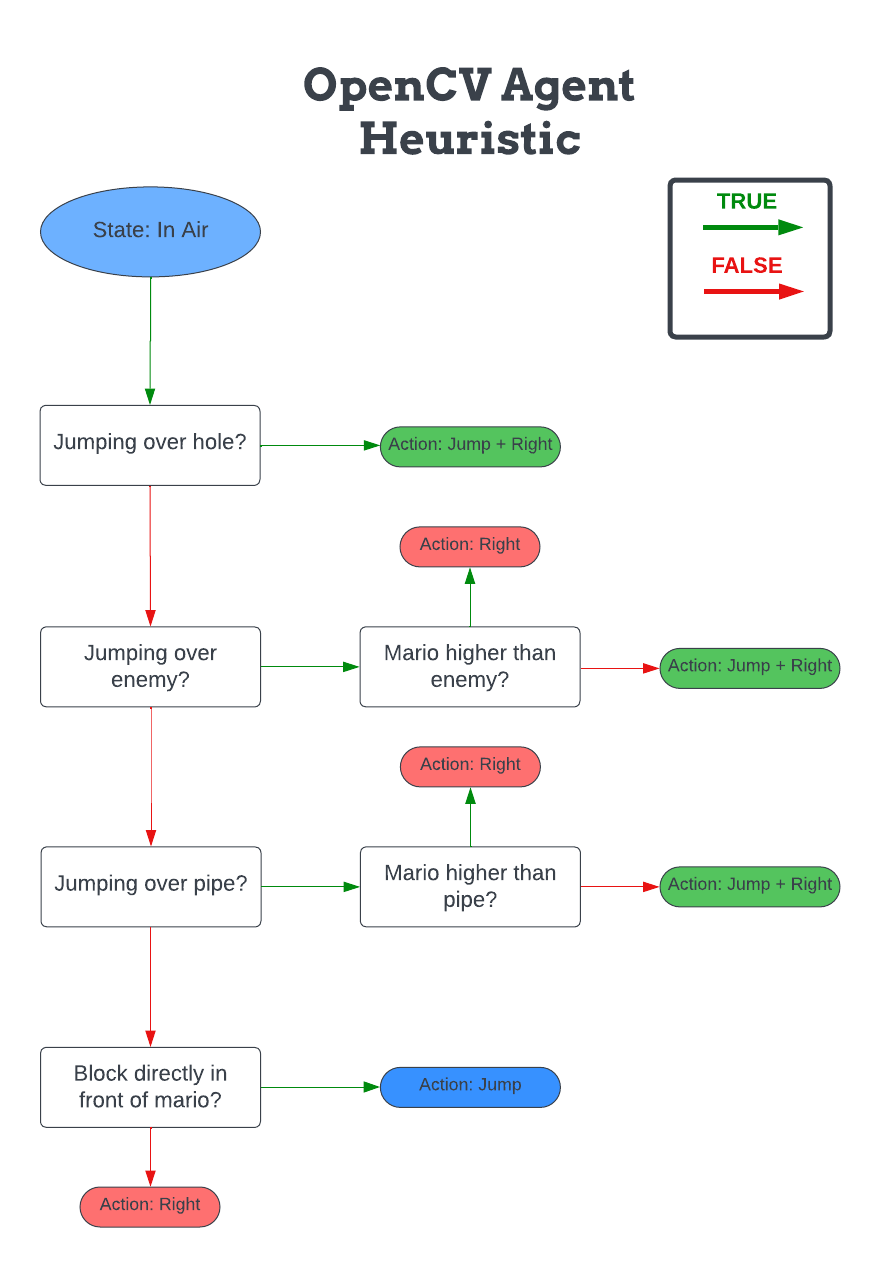 OpenCV Agent
Heuristic
TRUE
FALSE
State: In Air
Jumping over hole?
Action: Jump + Right
Action: Right
Jumping over
enemy?
Mario higher than
enemy?
Action: Jump + Right
Action: Right
Jumping over pipe?
Mario higher than
pipe?
Action: Jump + Right
Block directly in
front of mario?
Action: Jump
Action: Right